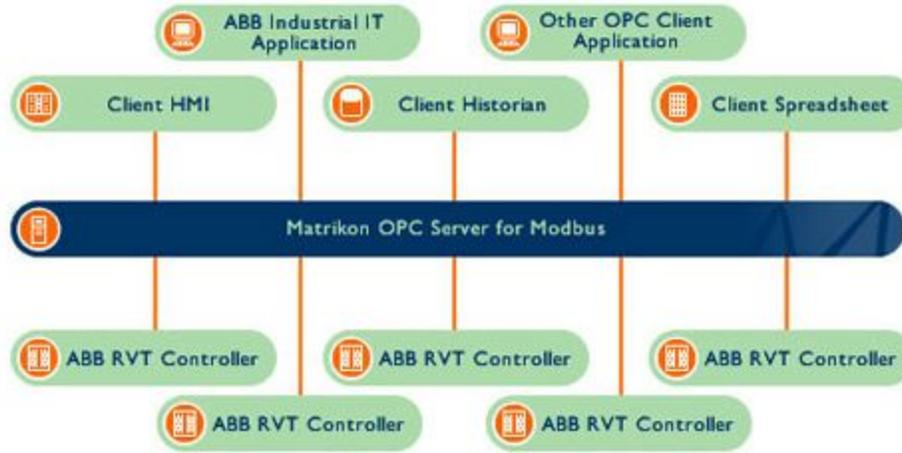 ABB Industrial IT
Application
Other OPC Client
Application
Client HMI
Client Historian
Client Spreadsheet
Matrikon OPC Server for Modbus
ABB RVT Controller
ABB RVT Controller
ABB RVT Controller
ABB RVT Controller
ABB RVT Controller